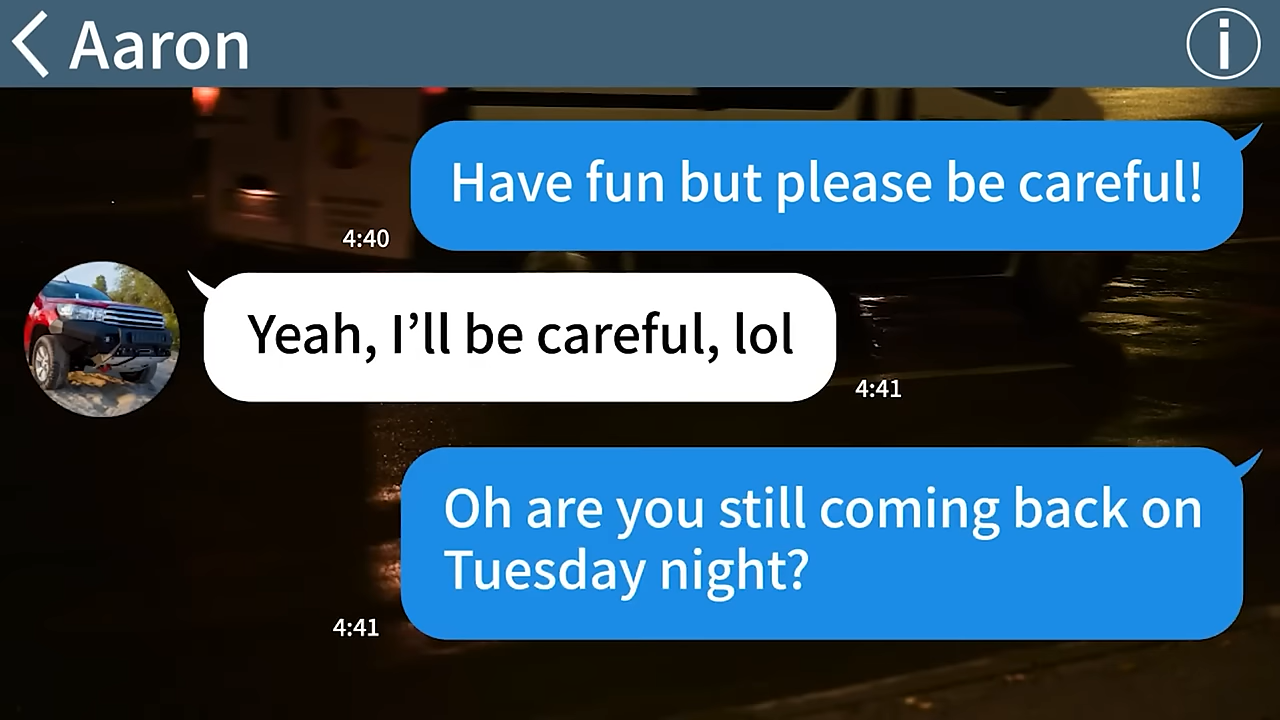 Aaron
Have fun but please be careful!
4:40
Yeah, I’ll be careful, lol
4:41
Oh are you still coming back on
Tuesday night?
4:41